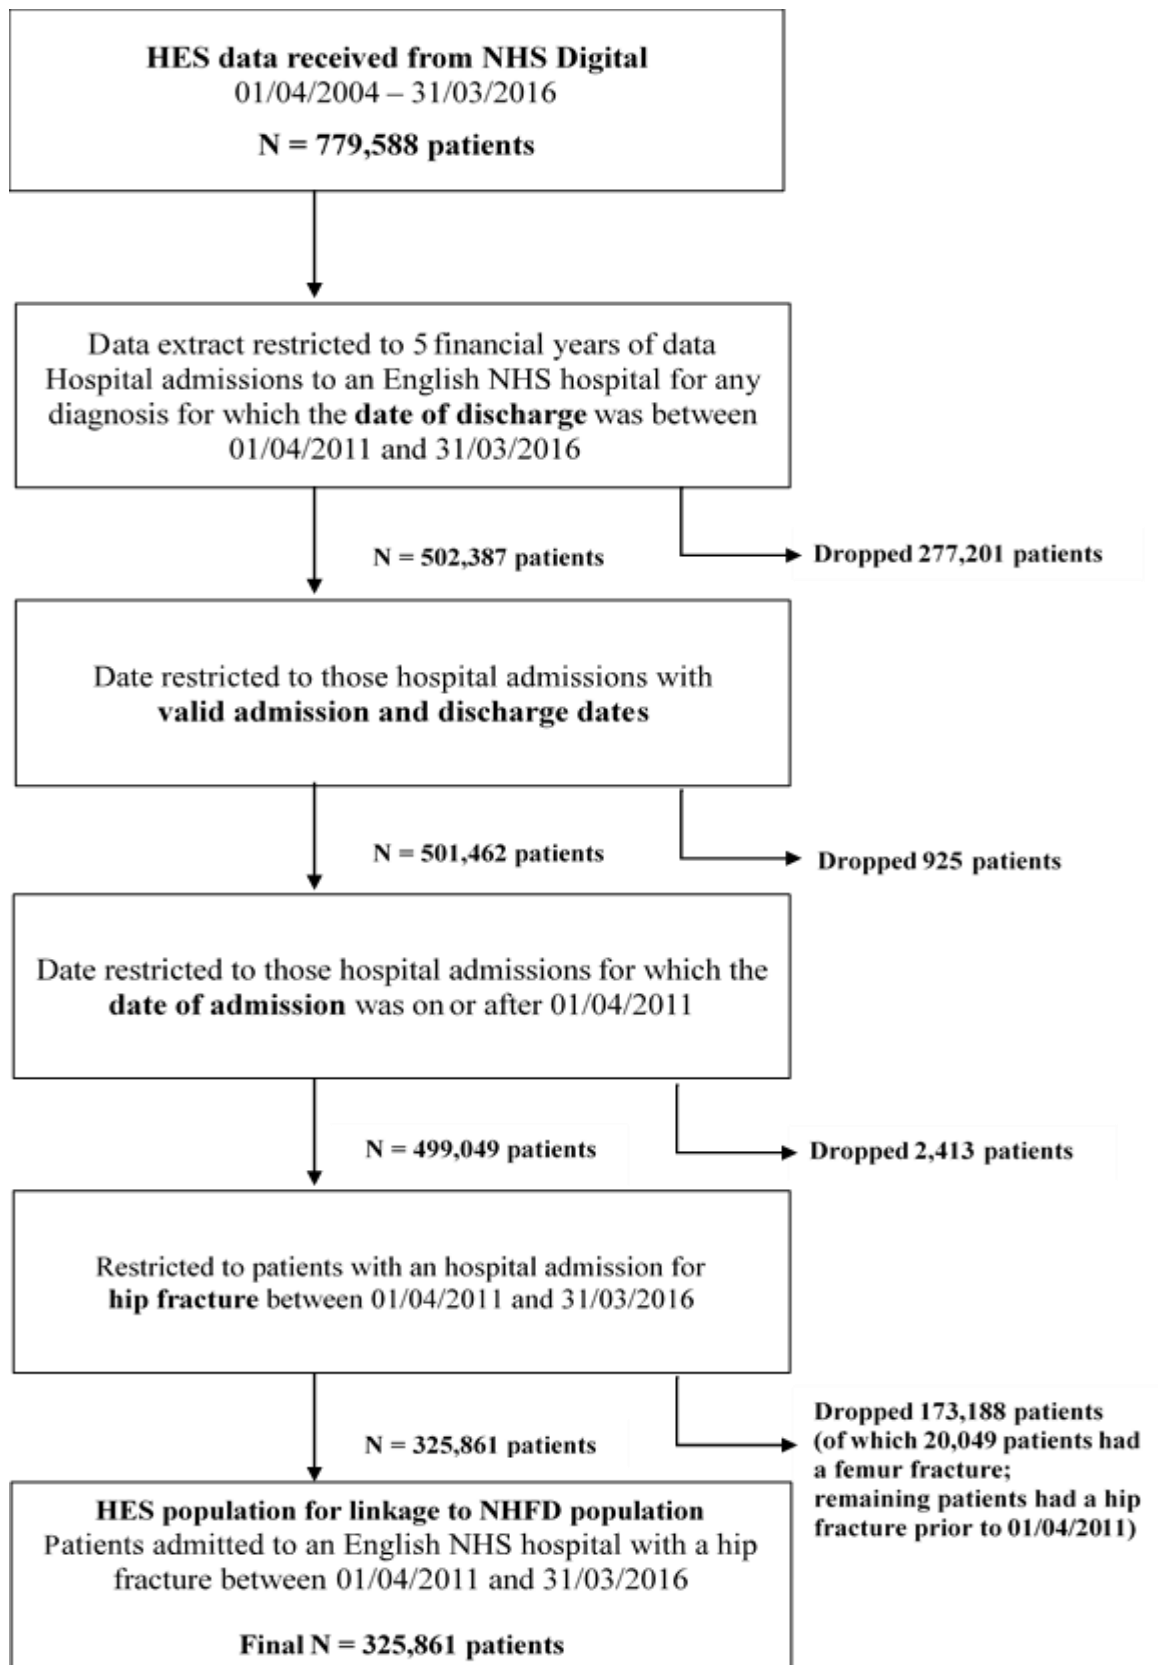 HES data received from NHS Digital
01/04/2004 – 31/03/2016
N = 779,588 patients
Data extract restricted to 5 financial years of data
Hospital admissions to an English NHS hospital for any
diagnosis for which the date of discharge was between
01/04/2011 and 31/03/2016
N = 502,387 patients
Dropped 277,201 patients
Date restricted to those hospital admissions with
valid admission and discharge dates
N = 501,462 patients
Dropped 925 patients
Date restricted to those hospital admissions for which the
date of admission was on or after 01/04/2011
N = 499,049 patients
Dropped 2,413 patients
Restricted to patients with an hospital admission for
hip fracture between 01/04/2011 and 31/03/2016
N = 325,861 patients
Dropped 173,188 patients
(of which 20,049 patients had
a femur fracture;
remaining patients had a hip
fracture prior to 01/04/2011)
HES population for linkage to NHFD population
Patients admitted to an English NHS hospital with a hip
fracture between 01/04/2011 and 31/03/2016
Final N = 325,861 patients